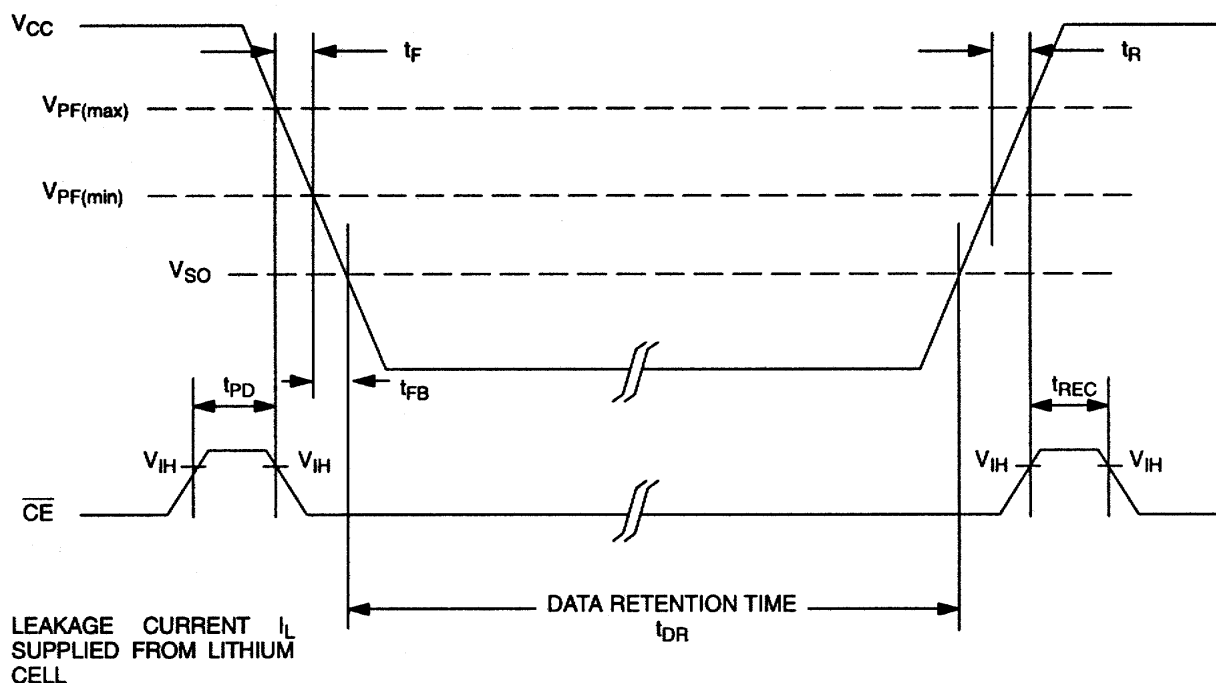 VCC
tF
tR
VPF(max)
VPF(min)
VSO
tPD
tFB
tREC
VIH
VIH
VIH
VIH
CE
DATA RETENTION TIME
tDR
LEAKAGE CURRENT IL
SUPPLIED FROM LITHIUM
CELL